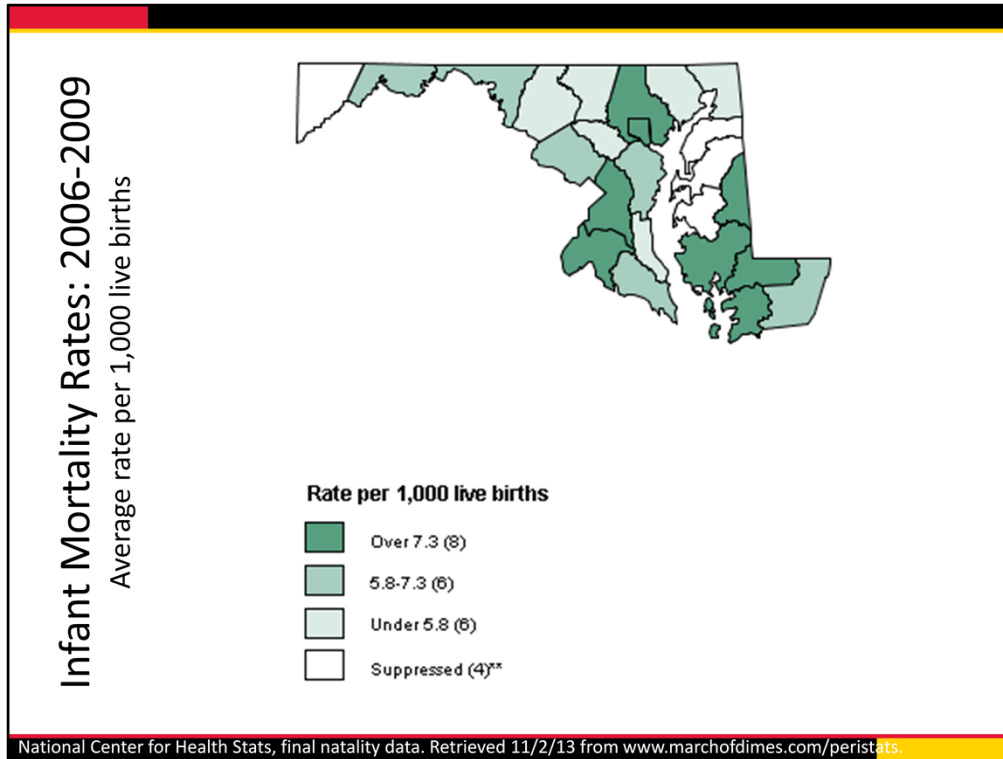 Infant Mortality Rates: 2006-2009
Average rate per 1,000 live births
Rate per 1,000 live births
Over 7.3 (8)
5.8-7.3 (6)
Under 5.8 (6)
Suppressed (4)**
National Center for Health Stats, final natality data. Retrieved 11/2/13 from www.marchofdimes.com/peristats.